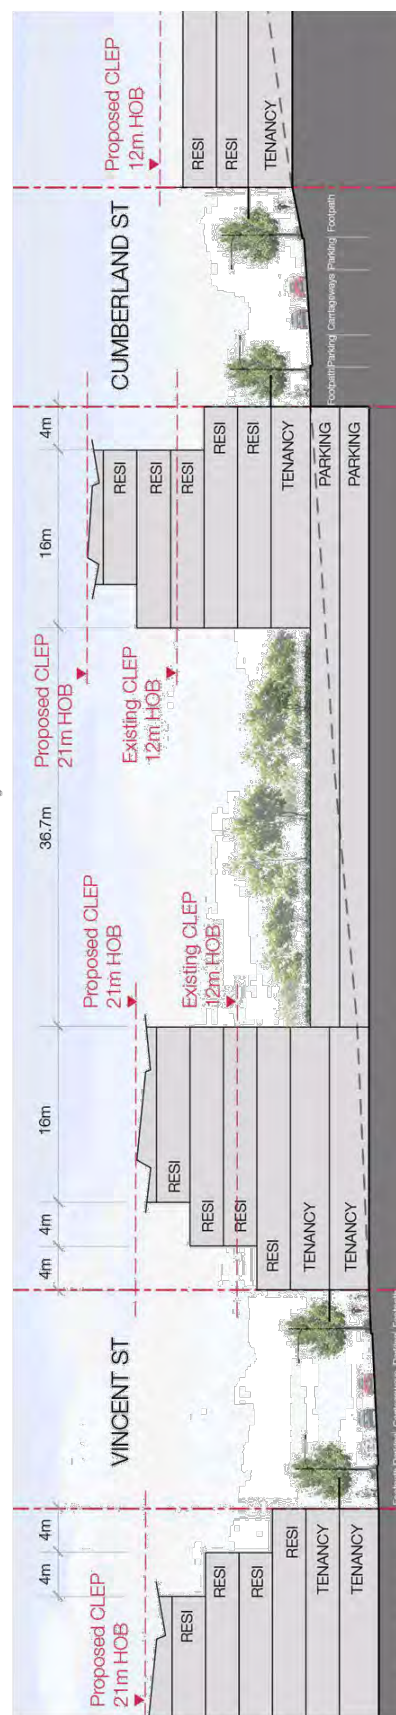 Proposed CLEP
21m HOB
4m
4m
RESI
RESI
RESI
RESI
TENANCY
TENANCY
VINCENT ST
4m
4m
16m
RESI
RESI
RESI
RESI
TENANCY
TENANCY
Proposed CLEP
21m HOB
Existing CLEP
12m HOB
36.7m
Proposed CLEP
21m HOB
Existing CLEP
12m HOB
16m
4m
RESI
RESI
RESI
RESI
RESI
TENANCY
PARKING
PARKING
CUMBERLAND ST
Footpath Parking Carriageways Parking Footpath
Proposed CLEP
12m HOB
RESI
RESI
TENANCY